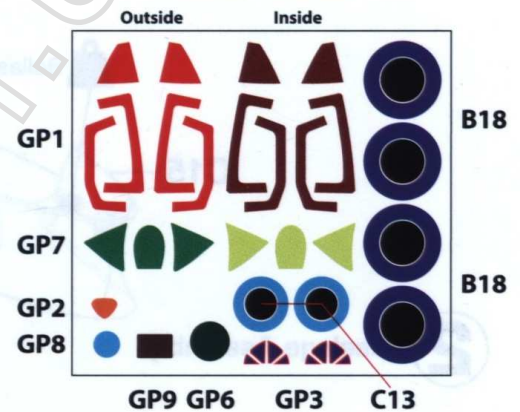 Outside Inside
GP1
B18
GP7
B18
GP2
GP8
GP9 GP6 GP3 C13